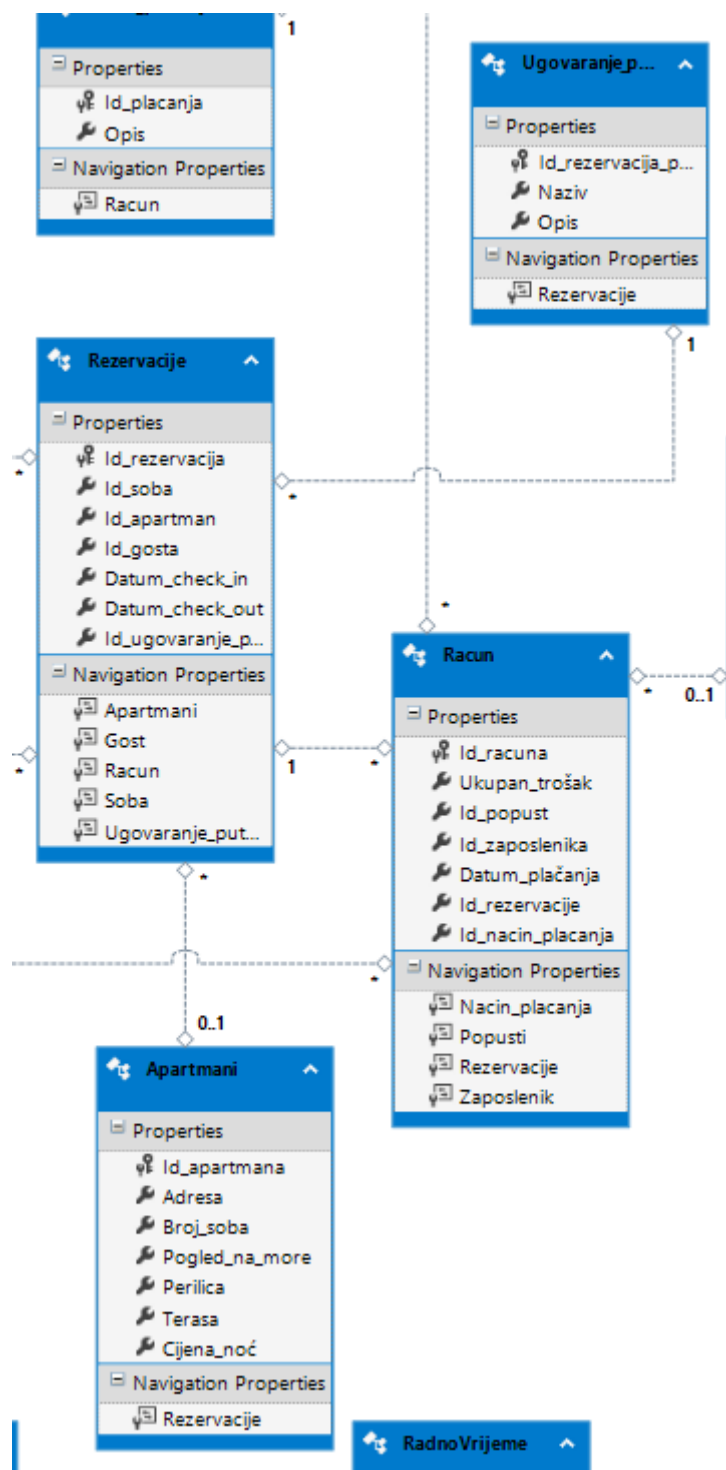 1
Properties
Id_placanja
Opis
Navigation Properties
Racun
Ugovaranje_p...
Properties
Id_rezervacija_p...
Naziv
Opis
Navigation Properties
Rezervacije
1
Rezervacije
Properties
Id_rezervacija
Id_soba
Id_apartman
Id_gosta
Datum_check_in
Datum_check_out
Id_ugovaranje_p...
Navigation Properties
Apartmani
Gost
Racun
Soba
Ugovaranje_put...
*
*
*
1
*
*
Racun
Properties
Id_racuna
Ukupan_trošak
Id_popust
Id_zaposlenika
Datum_plačanja
Id_rezervacije
Id_nacin_placanja
Navigation Properties
Nacin_placanja
Popusti
Rezervacije
Zaposlenik
*
*
0..1
*
*
0..1
Apartmani
Properties
Id_apartmana
Adresa
Broj_soba
Pogled_na_more
Perilica
Terasa
Cijena_noć
Navigation Properties
Rezervacije
RadnoVrijeme